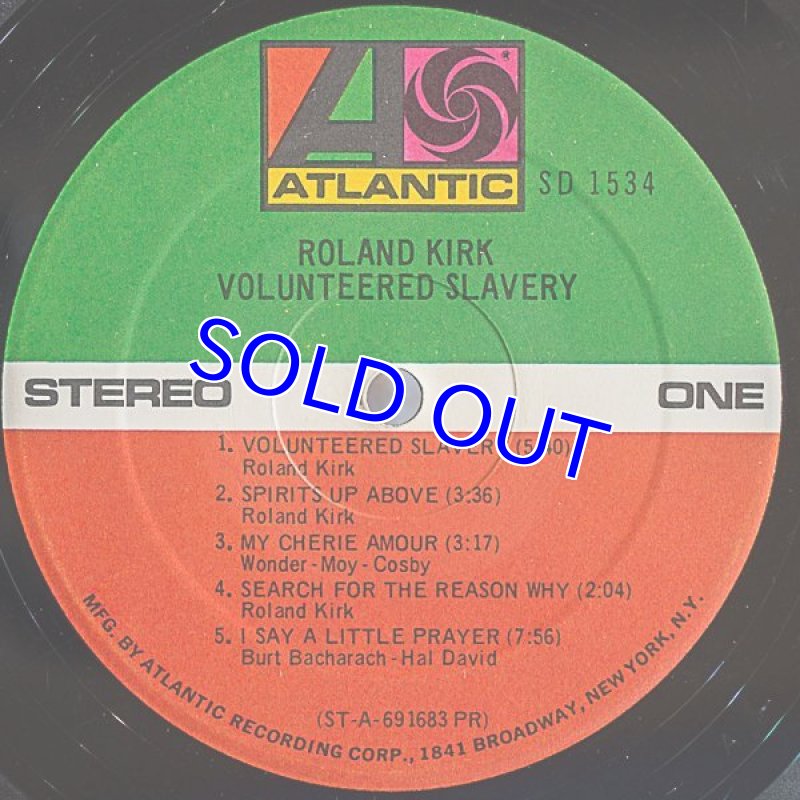 ATLANTIC ®
SD 1534
ROLAND KIRK
VOLUNTEERED SLAVERY
STEREO
ONE
SOLD OUT
1. VOLUNTEERED SLAVERY
Roland Kirk
2. SPIRITS UP ABOVE (3:36)
Roland Kirk
3. MY CHERIE AMOUR (3:17)
Wonder-Moy-Cosby
4. SEARCH FOR THE REASON WHY (2:04)
Roland Kirk
5. I SAY A LITTLE PRAYER (7:56)
Burt Bacharach-Hal David
(ST-A-691683 PR)
MFG. BY ATLANTIC RECORDING CORP., 1841 BROADWAY, NEW YORK, N.Y.